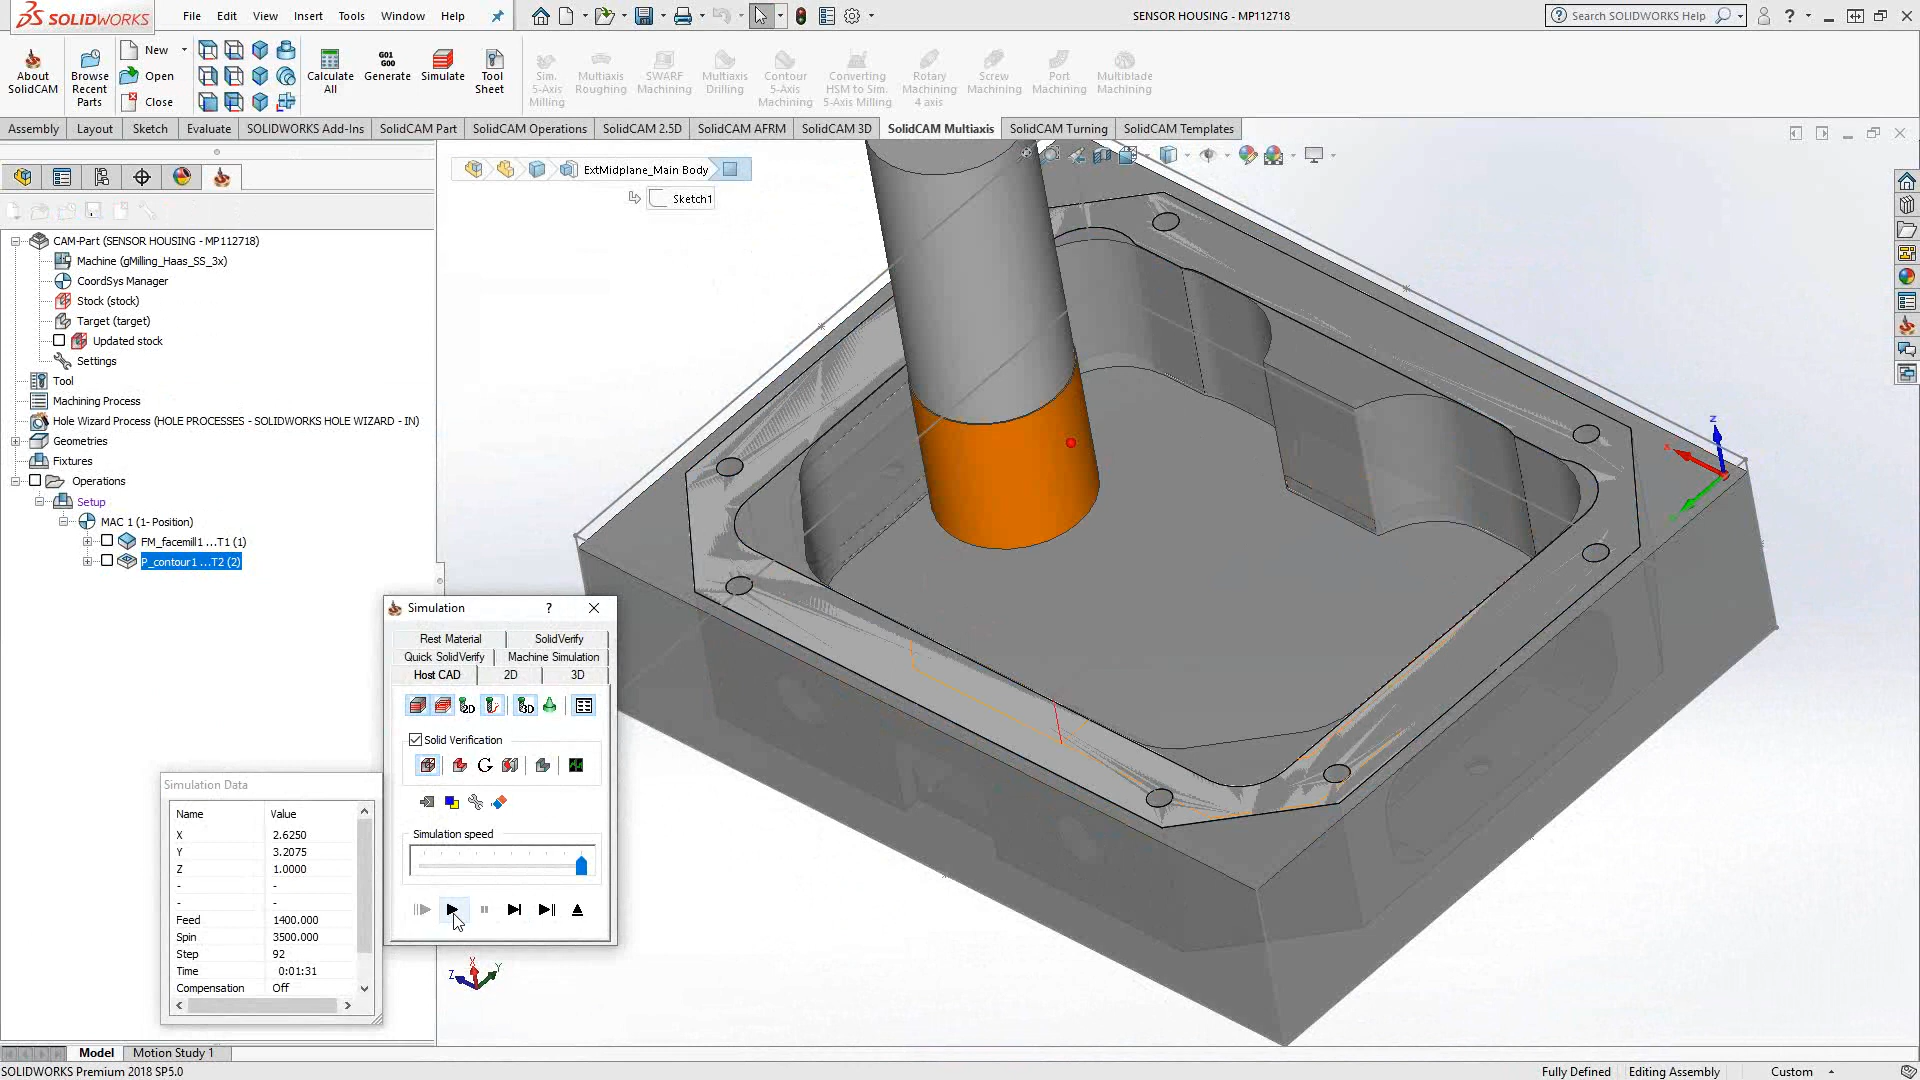 SOLIDWORKS
File Edit View Insert Tools Window Help
SENSOR HOUSING - MP112718
Search SOLIDWORKS Help
About SolidCAM
Browse Recent Parts
New
Open
Close
Calculate All
G01 G00
Generate
Simulate
Tool Sheet
Sim. 5-Axis Milling
Multiaxis Roughing
SWARF Machining
Multiaxis Drilling
Contour 5-Axis Machining
Converting HSM to Sim. 5-Axis Milling
Rotary Machining 4 axis
Screw Machining
Port Machining
Multiblade Machining
Assembly Layout Sketch Evaluate SOLIDWORKS Add-Ins SolidCAM Part SolidCAM Operations SolidCAM 2.5D SolidCAM AFRM SolidCAM 3D SolidCAM Multiaxis SolidCAM Turning SolidCAM Templates
ExtMidplane_Main Body
Sketch1
CAM-Part (SENSOR HOUSING - MP112718)
Machine (gMilling_Haas_SS_3x)
CoordSys Manager
Stock (stock)
Target (target)
Updated stock
Settings
Tool
Machining Process
Hole Wizard Process (HOLE PROCESSES - SOLIDWORKS HOLE WIZARD - IN)
Geometries
Fixtures
Operations
Setup
MAC 1 (1- Position)
FM_facemill1 ...T1 (1)
P_contour1 ...T2 (2)
Simulation ?
Rest Material SolidVerify
Quick SolidVerify Machine Simulation
Host CAD 2D 3D
2D 3D
Solid Verification
Simulation speed
Simulation Data
Name Value
X 2.6250
Y 3.2075
Z 1.0000
- -
- -
Feed 1400.000
Spin 3500.000
Step 92
Time 0:01:31
Compensation Off
Z X Y
Z
X
Model Motion Study 1
SOLIDWORKS Premium 2018 SP5.0
Fully Defined Editing Assembly Custom